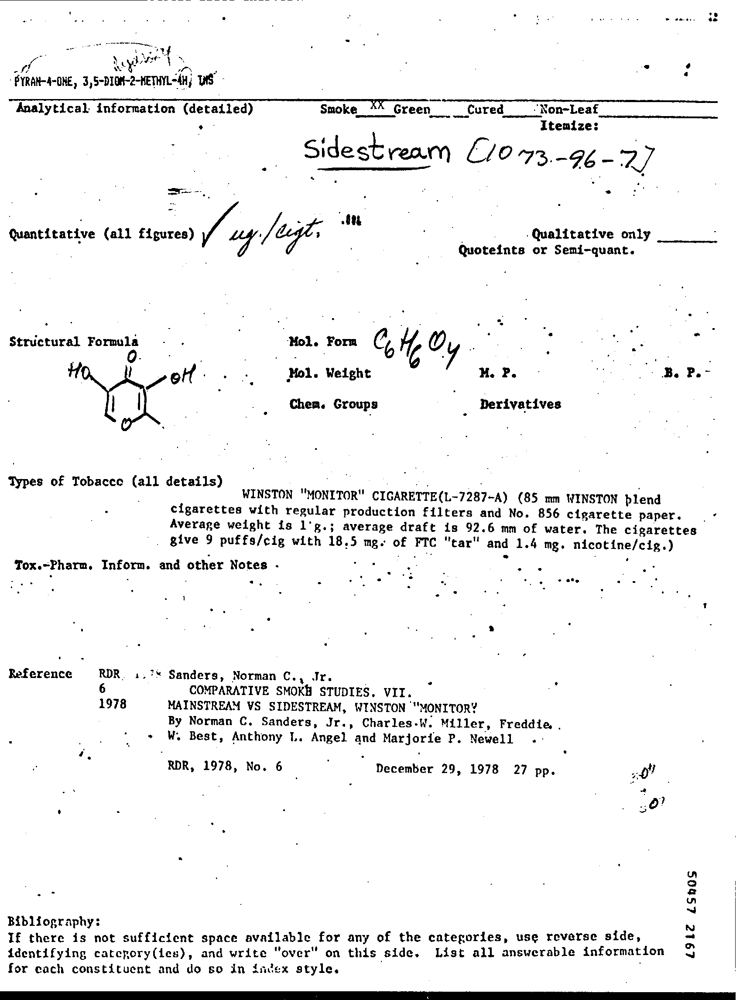 PYRAN-4-ONE, 3,5-DIOH-2-METHYL-4H, TMS
Analytical information (detailed) Smoke XX Green Cured Non-Leaf
Itemize:
Sidestream [1073-96-7]
Quantitative (all figures) √ ug./cigt. Qualitative only
Quoteints or Semi-quant.
Structural Formula Mol. Form C6H6O4
O
HO OH
O
Mol. Weight M. P. B. P.
Chem. Groups Derivatives
Types of Tobacco (all details)
WINSTON "MONITOR" CIGARETTE(L-7287-A) (85 mm WINSTON blend
cigarettes with regular production filters and No. 856 cigarette paper.
Average weight is 1 g.; average draft is 92.6 mm of water. The cigarettes
give 9 puffs/cig with 18.5 mg. of FTC "tar" and 1.4 mg. nicotine/cig.)
Tox.-Pharm. Inform. and other Notes
Reference RDR Sanders, Norman C., Jr.
6 COMPARATIVE SMOKE STUDIES. VII.
1978 MAINSTREAM VS SIDESTREAM, WINSTON "MONITOR"
By Norman C. Sanders, Jr., Charles W. Miller, Freddie
W. Best, Anthony L. Angel and Marjorie P. Newell
RDR, 1978, No. 6 December 29, 1978 27 pp.
50457 2167
Bibliography:
If there is not sufficient space available for any of the categories, use reverse side,
identifying category(ies), and write "over" on this side. List all answerable information
for each constituent and do so in index style.